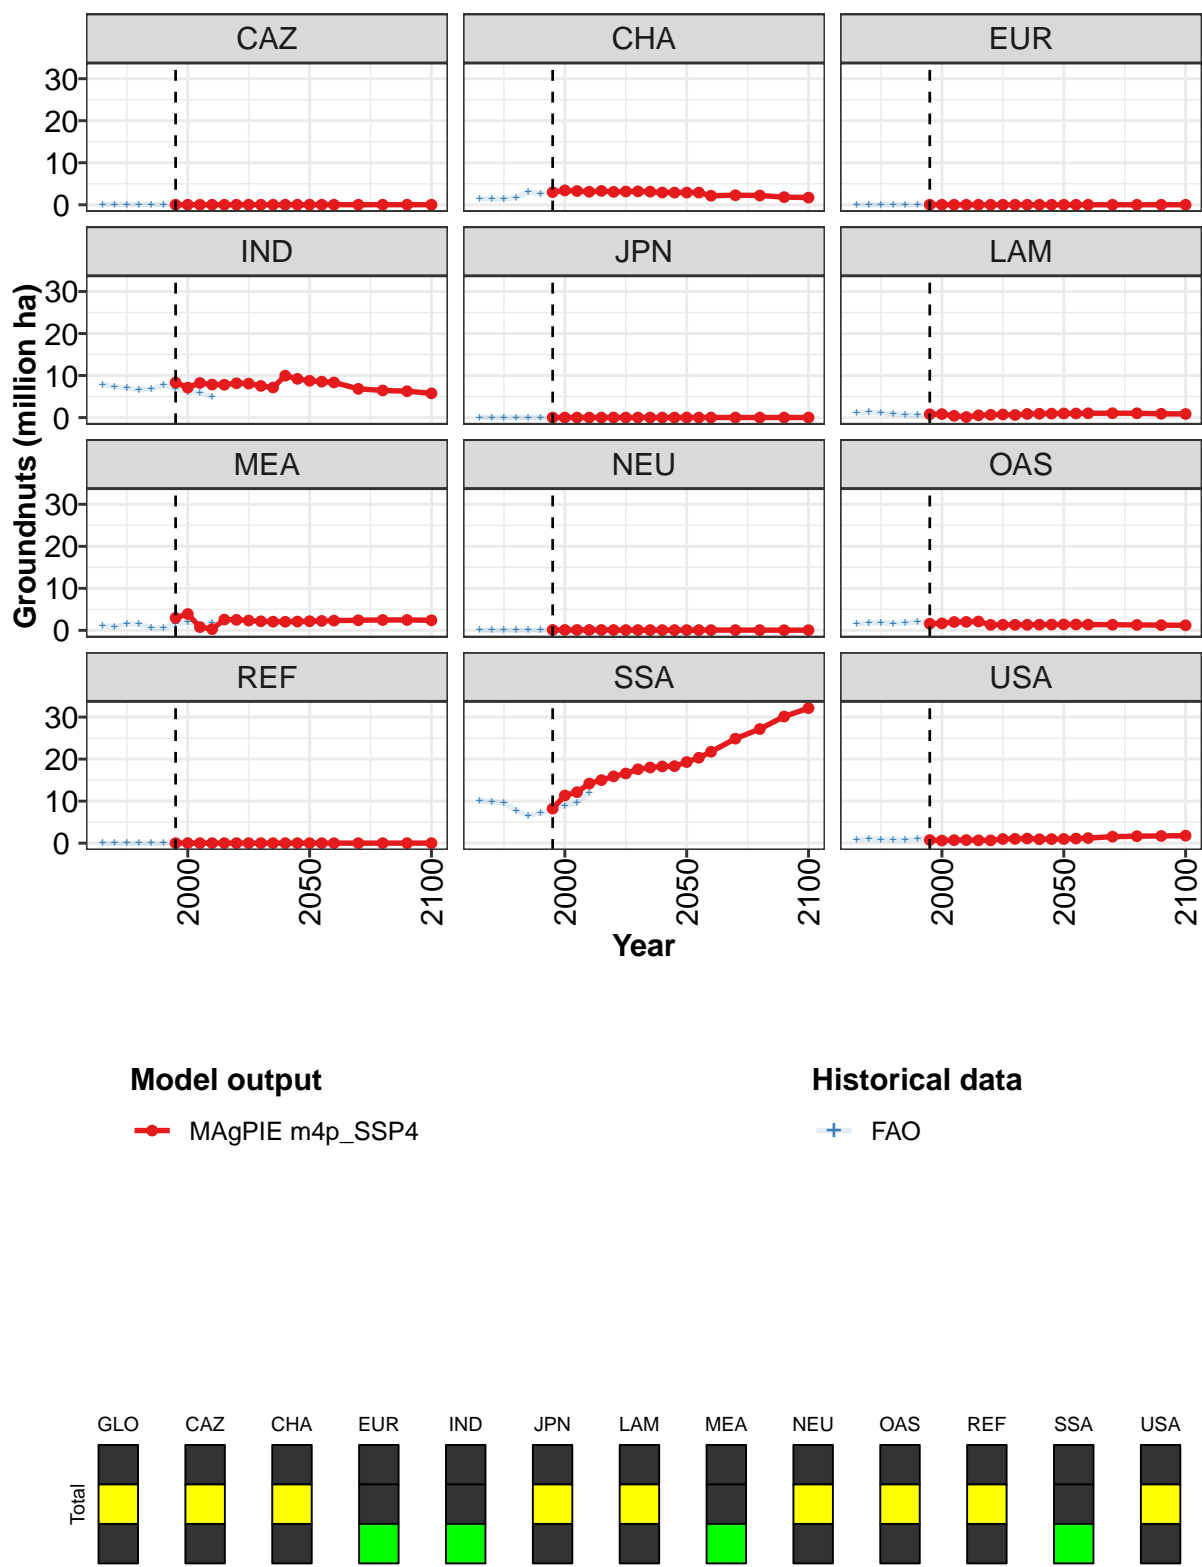 CAZ CHA EUR
30
20
10
0
IND JPN LAM
30
20
10
0
MEA NEU OAS
30
20
10
0
REF SSA USA
30
20
10
0
2000 2050 2100 2000 2050 2100 2000 2050 2100
Year
Groundnuts (million ha)
Model output Historical data
MAgPIE m4p_SSP4 FAO
GLO CAZ CHA EUR IND JPN LAM MEA NEU OAS REF SSA USA
Total